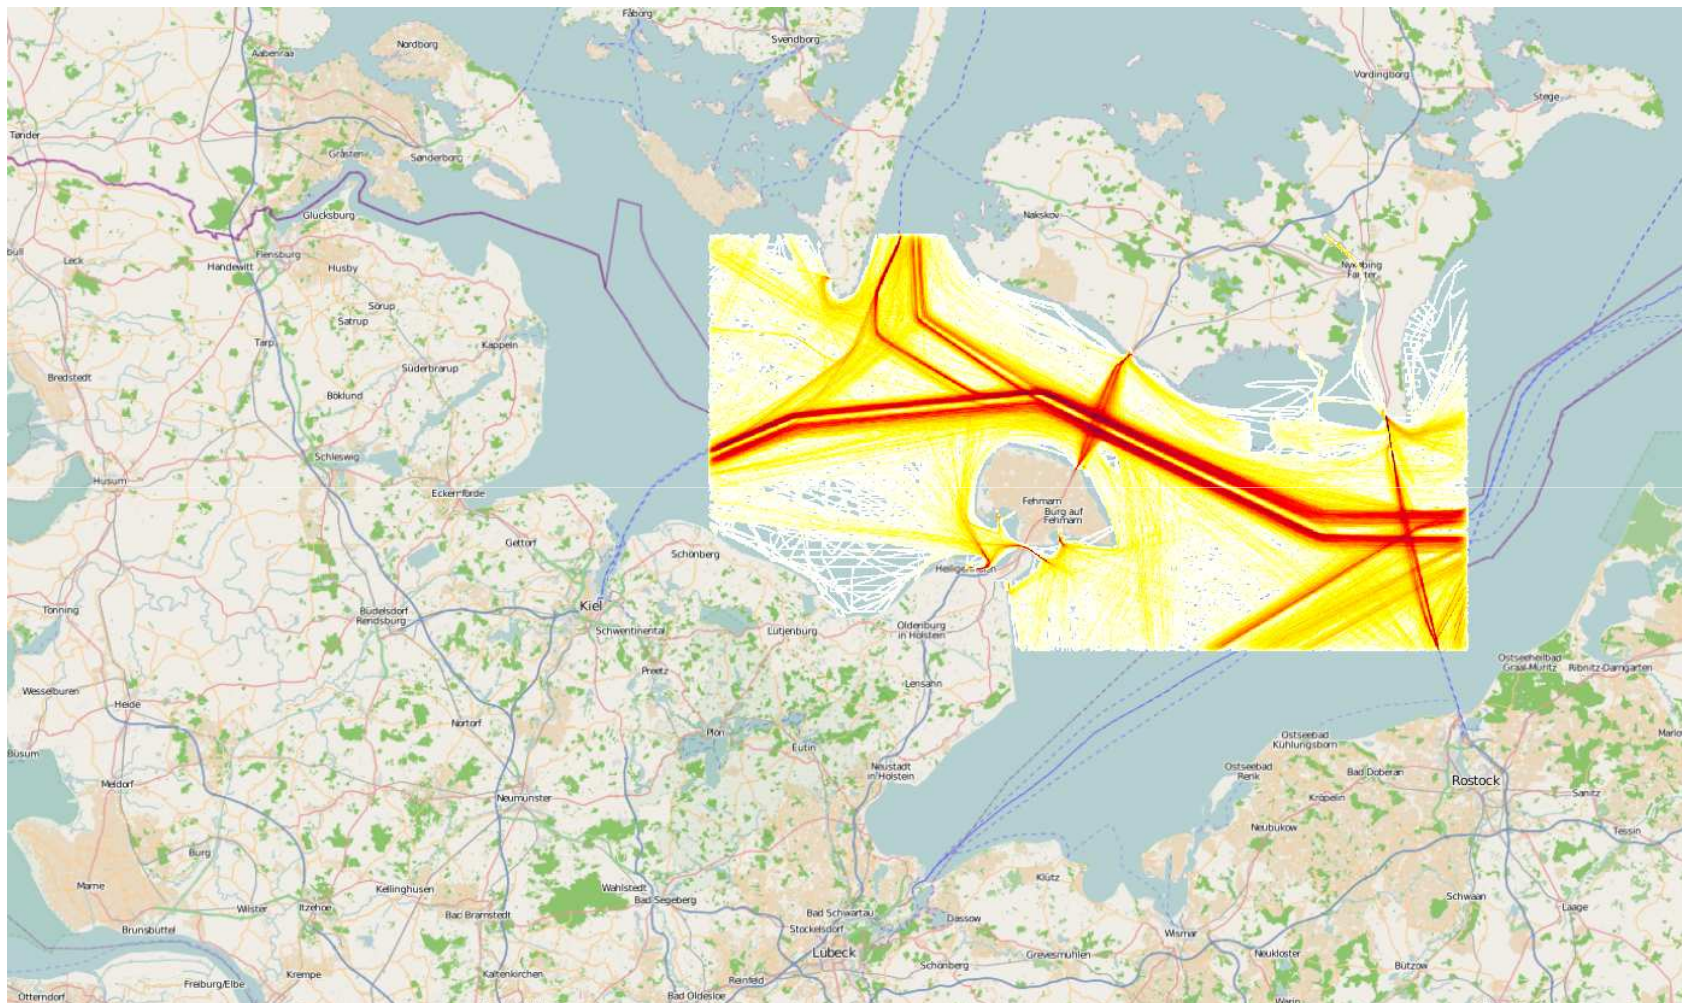 Fåborg
Svendborg
Nordborg
Aabenraa
Vordingborg
Stege
Tønder
Gråsten
Sønderborg
Glücksburg
Nakskov
büll
Leck
Handewitt
Flensburg
Husby
Sörup
Satrup
Tarp
Kappeln
Süderbrarup
Bredstedt
Böklund
Schleswig
Husum
Eckernförde
Fehmarn
Burg auf
Fehmarn
Gettorf
Schönberg
Kiel
Tönning
Büdelsdorf
Rendsburg
Schwentinental
Lütjenburg
Oldenburg
in Holstein
Ostseeheilbad
Graal-Müritz
Ribnitz-Damgarten
Preetz
Lensahn
Wesselburen
Heide
Nortorf
Plön
Eutin
Büsum
Ostseebad
Kühlungsborn
Neustadt
in Holstein
Ostseebad
Rerik
Bad Doberan
Rostock
Meldorf
Neumünster
Kröpelin
Sanitz
Neubukow
Tessin
Burg
Marne
Kellinghusen
Wahlstedt
Klütz
Wilster
Itzehoe
Bad Bramstedt
Bad Segeberg
Bad Schwartau
Dassow
Schwaan
Laage
Brunsbüttel
Stockelsdorf
Wismar
Lübeck
Grevesmühlen
Neukloster
Krempe
Kaltenkirchen
Schönberg
Bützow
Freiburg/Elbe
Reinfeld
Otterndorf
Bad Oldesloe
Warin